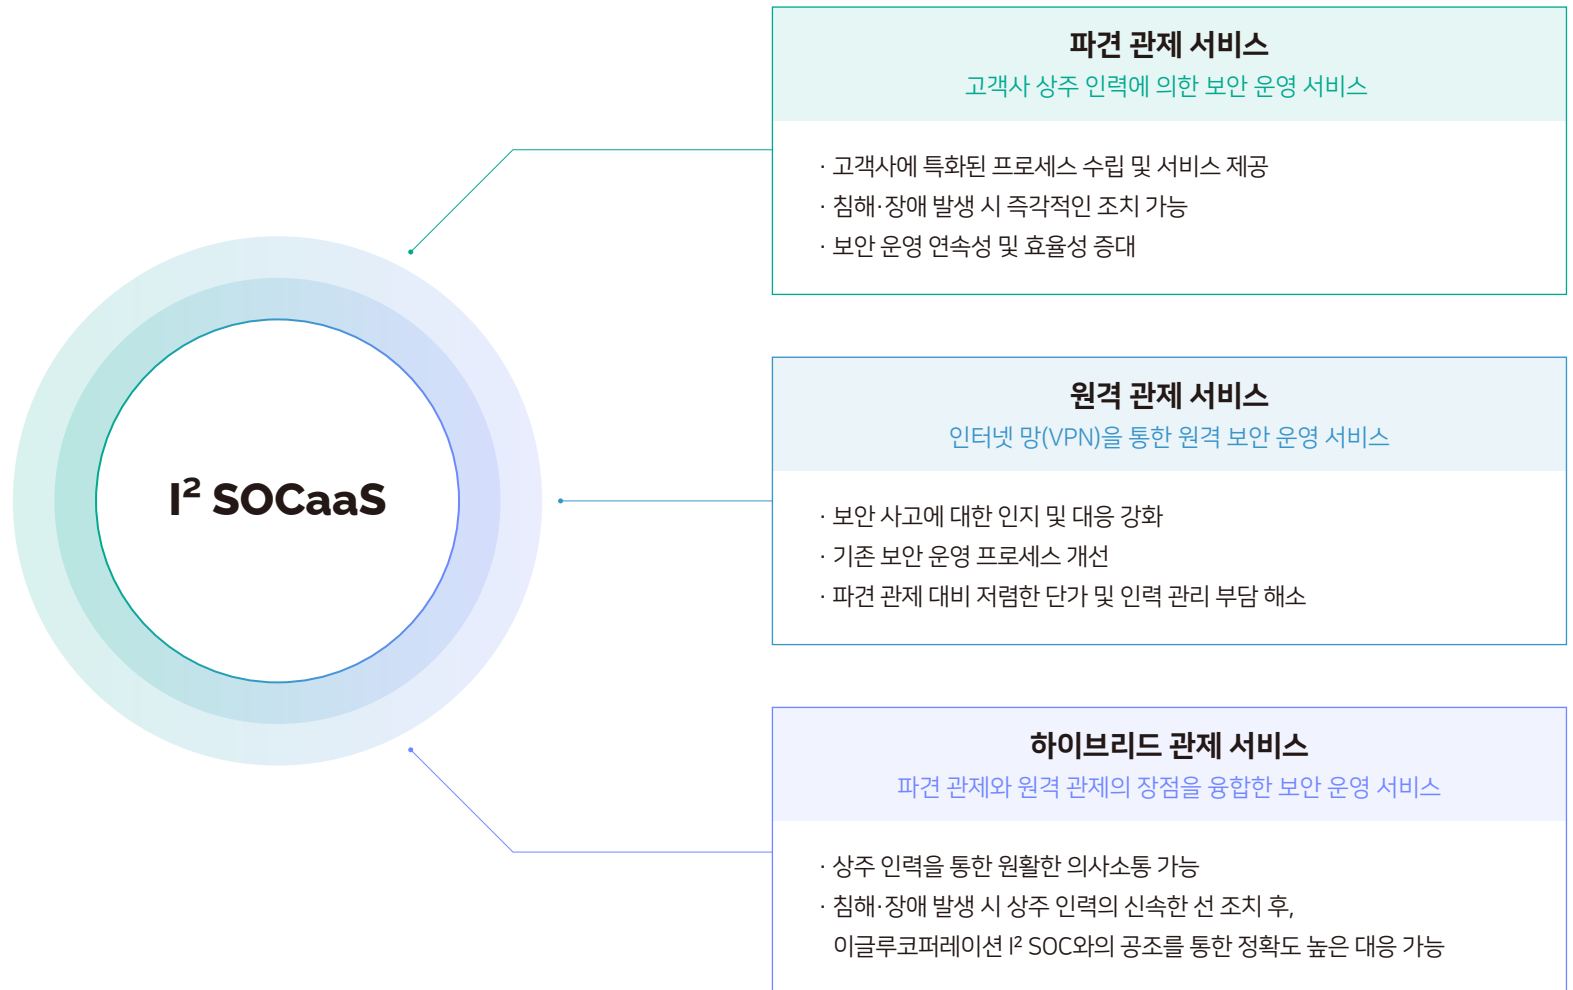 I² SOCaaS
파견 관제 서비스
고객사 상주 인력에 의한 보안 운영 서비스
· 고객사에 특화된 프로세스 수립 및 서비스 제공
· 침해·장애 발생 시 즉각적인 조치 가능
· 보안 운영 연속성 및 효율성 증대
원격 관제 서비스
인터넷 망(VPN)을 통한 원격 보안 운영 서비스
· 보안 사고에 대한 인지 및 대응 강화
· 기존 보안 운영 프로세스 개선
· 파견 관제 대비 저렴한 단가 및 인력 관리 부담 해소
하이브리드 관제 서비스
파견 관제와 원격 관제의 장점을 융합한 보안 운영 서비스
· 상주 인력을 통한 원활한 의사소통 가능
· 침해·장애 발생 시 상주 인력의 신속한 선 조치 후,
이글루코퍼레이션 I² SOC와의 공조를 통한 정확도 높은 대응 가능